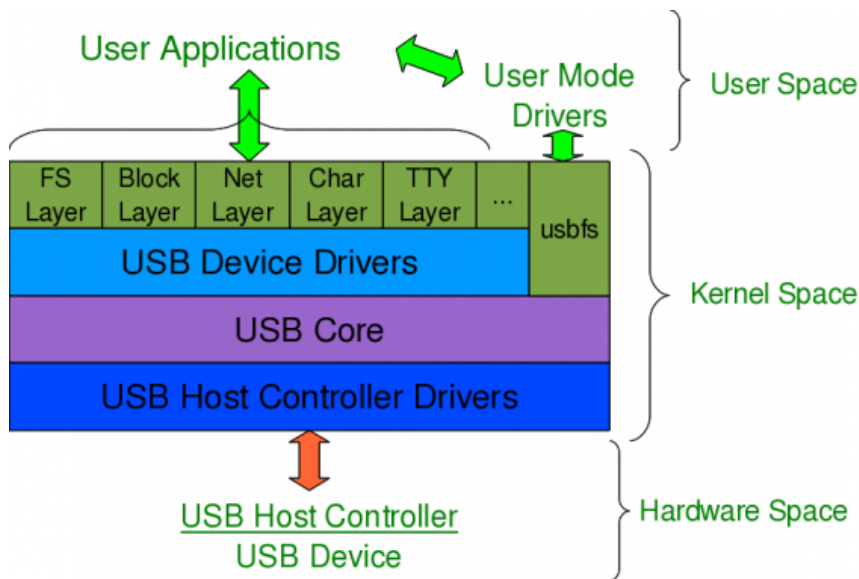 User Applications
User Mode
Drivers
User Space
FS
Layer
Block
Layer
Net
Layer
Char
Layer
TTY
Layer
...
usbfs
USB Device Drivers
USB Core
USB Host Controller Drivers
Kernel Space
USB Host Controller
USB Device
Hardware Space